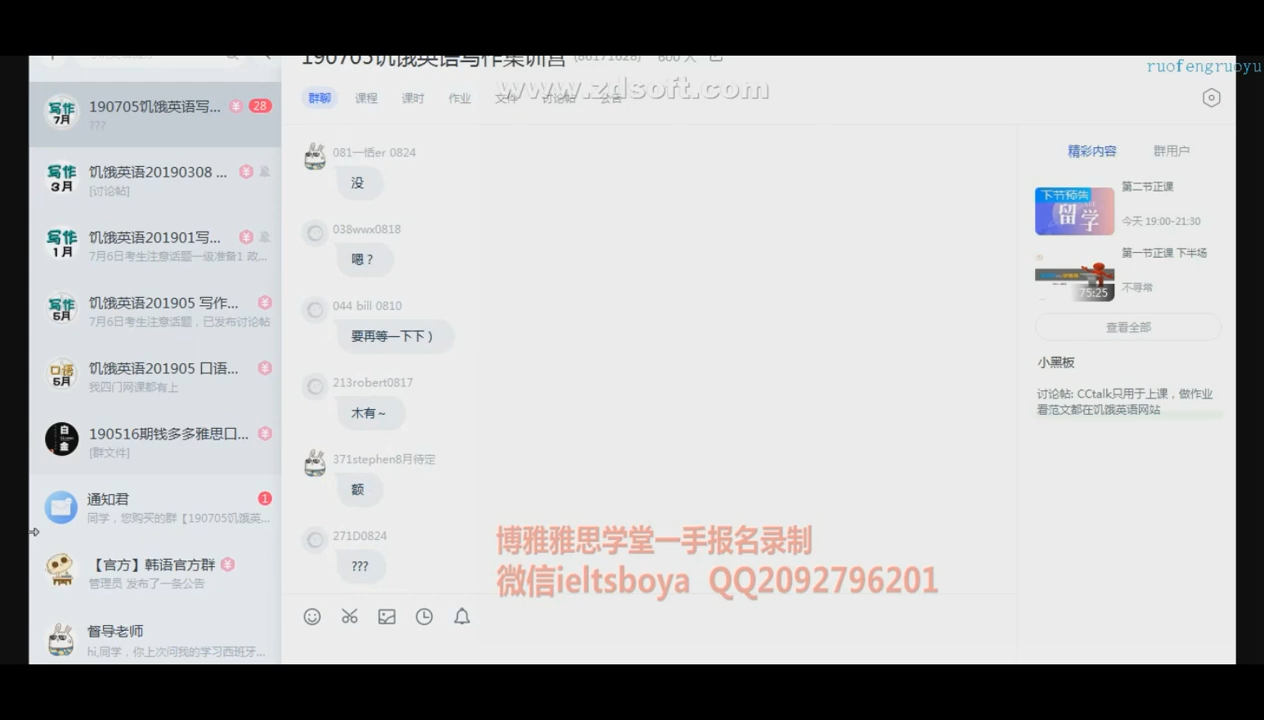 190705饥饿英语写作集训营 (86171628) 600人
ruofengruoyu
www.zdsoft.com
群聊 课程 课时 作业 文件 讨论帖 公告
写作
7月
190705饥饿英语写... 28
???
写作
3月
饥饿英语20190308 ...
[讨论帖]
写作
1月
饥饿英语201901写...
7月6日考生注意话题一级准备1 政...
写作
5月
饥饿英语201905 写作...
7月6日考生注意话题，已发布讨论帖
口语
5月
饥饿英语201905 口语...
我四门网课都有上
白
金
190516期钱多多雅思口...
[群文件]
通知君 1
同学，您购买的群【190705饥饿英...
【官方】韩语官方群
管理员 发布了一条公告
督导老师
hi,同学，你上次问我的学习西班牙...
081一恬er 0824
没
038wwx0818
嗯？
044 bill 0810
要再等一下下）
213robert0817
木有~
371stephen8月待定
额
271D0824
???
精彩内容 群用户
下节预告
留学
第二节正课
今天 19:00-21:30
第一节正课 下半场
75:25
不寻常
查看全部
小黑板
讨论帖: CCtalk只用于上课，做作业
看范文都在饥饿英语网站
博雅雅思学堂一手报名录制
微信ieltsboya QQ2092796201